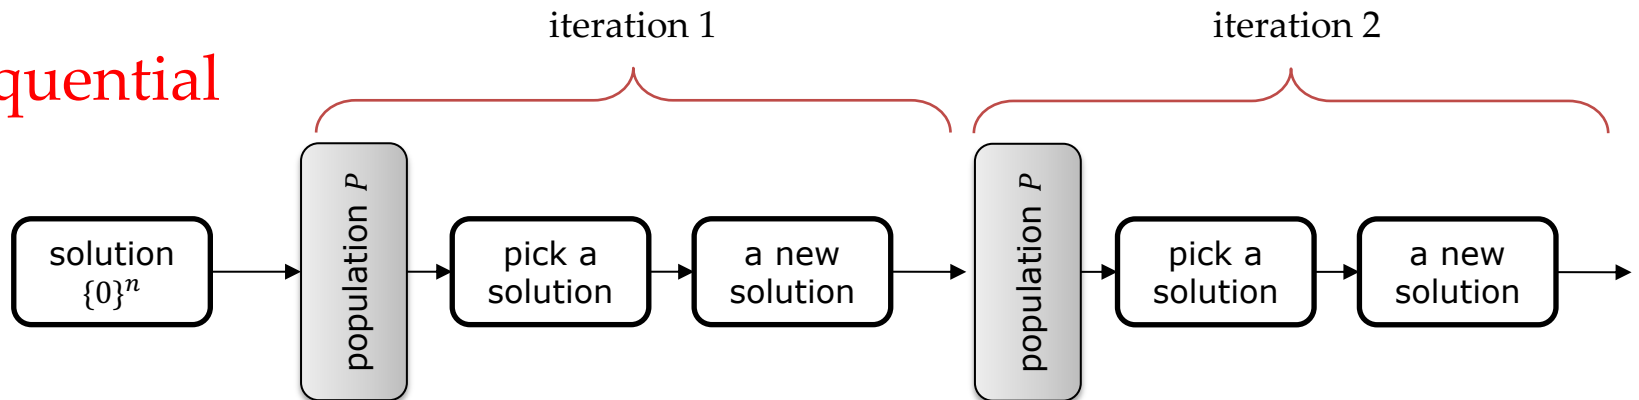 iteration 1
iteration 2
quential
solution
{0}ⁿ
population P
pick a
solution
a new
solution
population P
pick a
solution
a new
solution